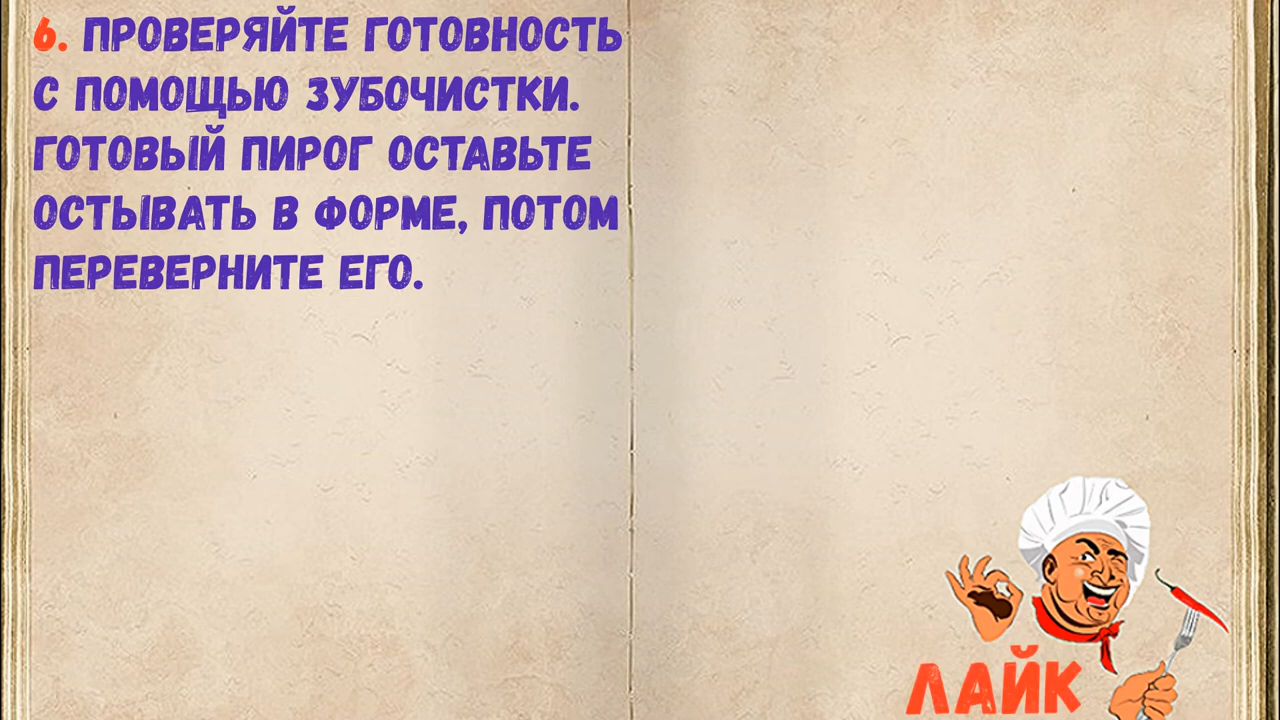 6. ПРОВЕРЯЙТЕ ГОТОВНОСТЬ
С ПОМОЩЬЮ ЗУБОЧИСТКИ.
ГОТОВЫЙ ПИРОГ ОСТАВЬТЕ
ОСТЫВАТЬ В ФОРМЕ, ПОТОМ
ПЕРЕВЕРНИТЕ ЕГО.
ЛАЙК